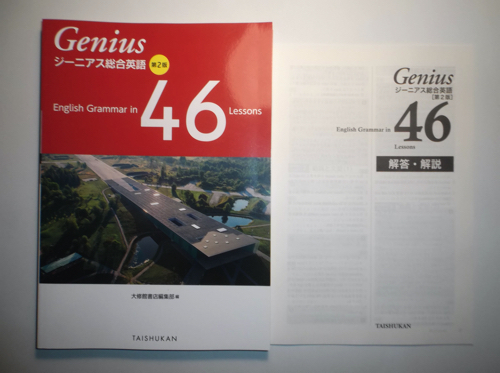 Genius
ジーニアス総合英語 第2版
English Grammar in 46 Lessons
大修館書店編集部 編
TAISHUKAN
Genius
ジーニアス総合英語
[第2版]
English Grammar in 46
Lessons
解答・解説
TAISHUKAN